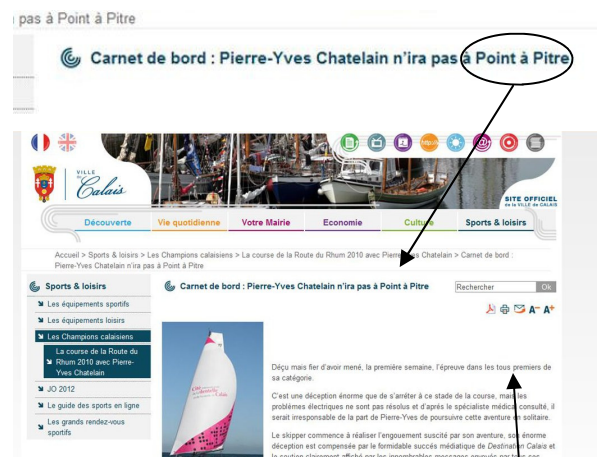 pas à Point à Pitre
Carnet de bord : Pierre-Yves Chatelain n'ira pas à Point à Pitre
VILLE
de
Calais
SITE OFFICIEL
de la VILLE de CALAIS
Découverte
Vie quotidienne
Votre Mairie
Economie
Culture
Sports & loisirs
Accueil > Sports & loisirs > Les Champions calaisiens > La course de la Route du Rhum 2010 avec Pierre-Yves Chatelain > Carnet de bord :
Pierre-Yves Chatelain n'ira pas à Point à Pitre
Sports & loisirs
Les équipements sportifs
Les équipements loisirs
Les Champions calaisiens
La course de la Route du
Rhum 2010 avec Pierre-
Yves Chatelain
JO 2012
Le guide des sports en ligne
Les grands rendez-vous
sportifs
Carnet de bord : Pierre-Yves Chatelain n'ira pas à Point à Pitre
Rechercher
Ok
A- A+
Déçu mais fier d'avoir mené, la première semaine, l'épreuve dans les tous premiers de
sa catégorie.
C'est une déception énorme que de s'arréter à ce stade de la course, mais les
problèmes électriques ne sont pas résolus et d'après le spécialiste médical consulté, il
serait irresponsable de la part de Pierre-Yves de poursuivre cette aventure en solitaire.
Le skipper commence à réaliser l'engouement suscité par son aventure, son énorme
déception est compensée par le formidable succés médiatique de Destination Calais et
le soutien clairement affiché par les innombrables messages envoyés par tous ces